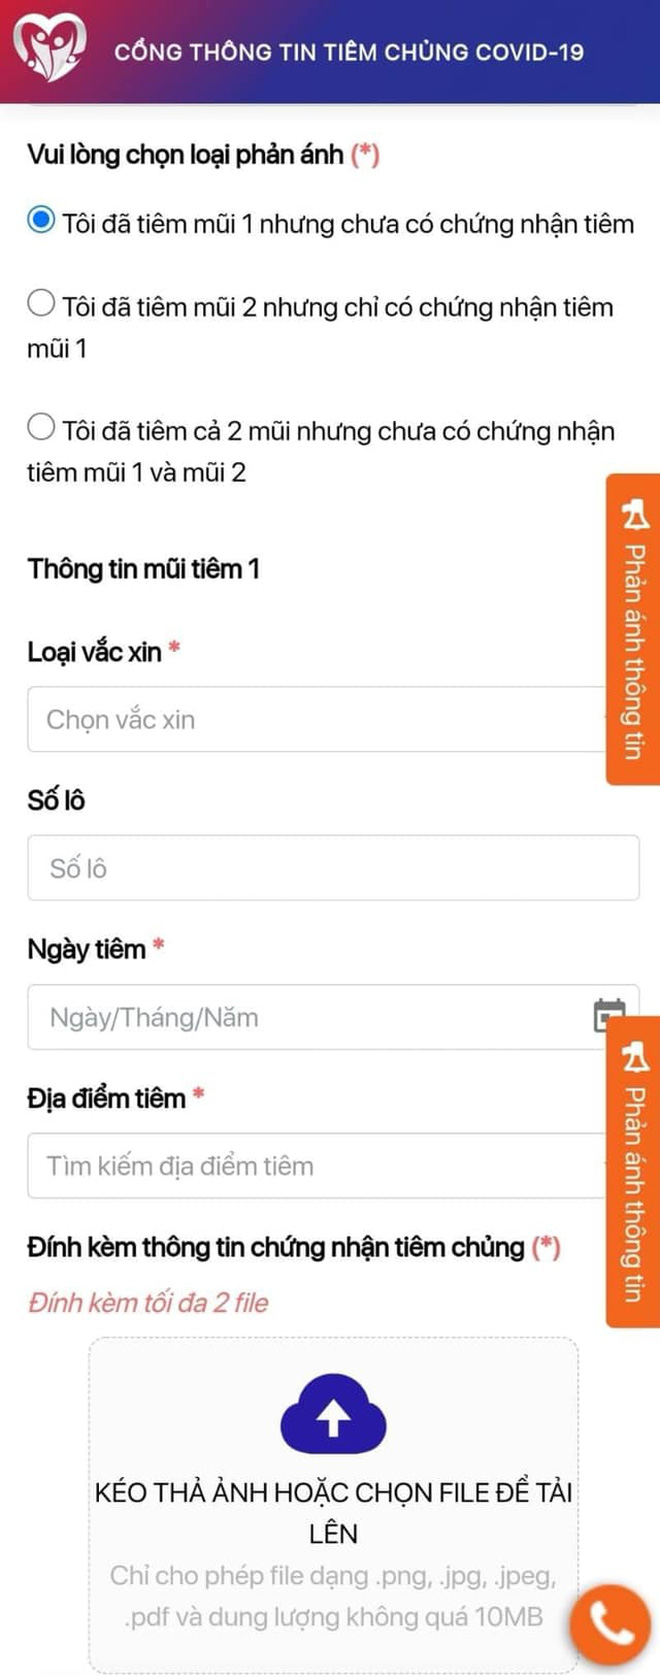 CỔNG THÔNG TIN TIÊM CHỦNG COVID-19
Vui lòng chọn loại phản ánh (*)
Tôi đã tiêm mũi 1 nhưng chưa có chứng nhận tiêm
Tôi đã tiêm mũi 2 nhưng chỉ có chứng nhận tiêm
mũi 1
Tôi đã tiêm cả 2 mũi nhưng chưa có chứng nhận
tiêm mũi 1 và mũi 2
Phản ánh thông tin
Thông tin mũi tiêm 1
Loại vắc xin *
Chọn vắc xin
Số lô
Số lô
Ngày tiêm *
Ngày/Tháng/Năm
Phản ánh thông tin
Địa điểm tiêm *
Tìm kiếm địa điểm tiêm
Đính kèm thông tin chứng nhận tiêm chủng (*)
Đính kèm tối đa 2 file
KÉO THẢ ẢNH HOẶC CHỌN FILE ĐỂ TẢI
LÊN
Chỉ cho phép file dạng .png, .jpg, .jpeg,
.pdf và dung lượng không quá 10MB